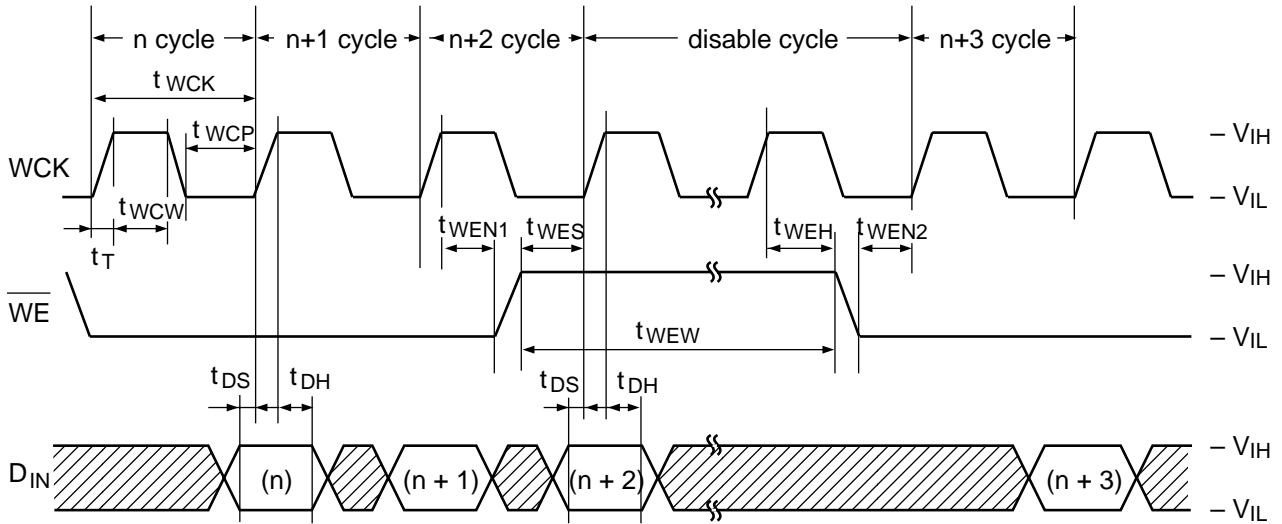 n cycle n+1 cycle n+2 cycle disable cycle n+3 cycle
tWCK
tWCP
WCK – VIH
– VIL
tWCW tWEN1 tWES tWEH tWEN2
tT
– VIH
WE
– VIL
tWEW
tDS tDH tDS tDH
– VIH
DIN (n) (n + 1) (n + 2) (n + 3)
– VIL